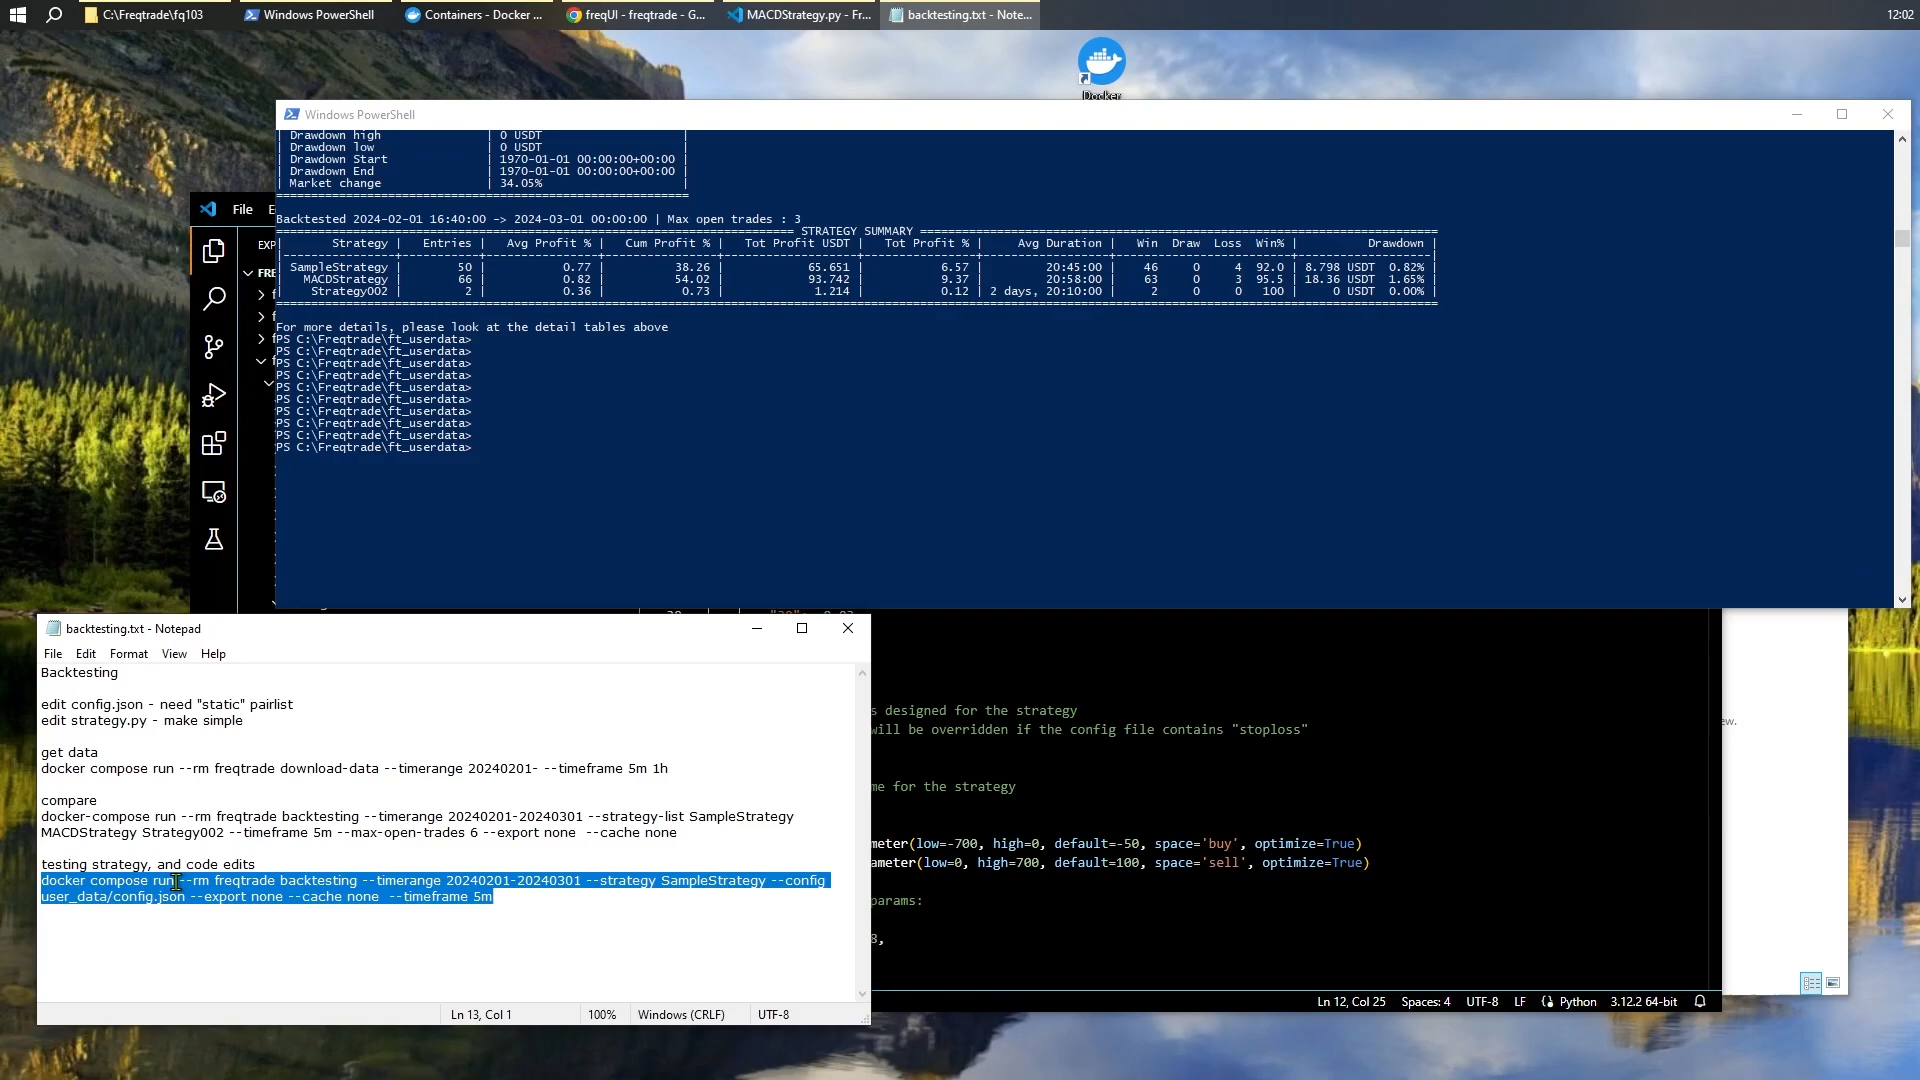 C:\Freqtrade\fq103
Windows PowerShell
Containers - Docker ...
freqUI - freqtrade - G...
MACDStrategy.py - Fr...
backtesting.txt - Note...
12:02
Docker
Windows PowerShell
| Drawdown high | 0 USDT |
| Drawdown low | 0 USDT |
| Drawdown Start | 1970-01-01 00:00:00+00:00 |
| Drawdown End | 1970-01-01 00:00:00+00:00 |
| Market change | 34.05% |
Backtested 2024-02-01 16:40:00 -> 2024-03-01 00:00:00 | Max open trades : 3
STRATEGY SUMMARY
| Strategy | Entries | Avg Profit % | Cum Profit % | Tot Profit USDT | Tot Profit % | Avg Duration | Win Draw Loss Win% | Drawdown |
| SampleStrategy | 50 | 0.77 | 38.26 | 65.651 | 6.57 | 20:45:00 | 46 0 4 92.0 | 8.798 USDT 0.82% |
| MACDStrategy | 66 | 0.82 | 54.02 | 93.742 | 9.37 | 20:58:00 | 63 0 3 95.5 | 18.36 USDT 1.65% |
| Strategy002 | 2 | 0.36 | 0.73 | 1.214 | 0.12 | 2 days, 20:10:00 | 2 0 0 100 | 0 USDT 0.00% |
For more details, please look at the detail tables above
PS C:\Freqtrade\ft_userdata>
PS C:\Freqtrade\ft_userdata>
PS C:\Freqtrade\ft_userdata>
PS C:\Freqtrade\ft_userdata>
PS C:\Freqtrade\ft_userdata>
PS C:\Freqtrade\ft_userdata>
PS C:\Freqtrade\ft_userdata>
PS C:\Freqtrade\ft_userdata>
PS C:\Freqtrade\ft_userdata>
PS C:\Freqtrade\ft_userdata>
File E
EXP
FRE
backtesting.txt - Notepad
File Edit Format View Help
Backtesting
edit config.json - need "static" pairlist
edit strategy.py - make simple
get data
docker compose run --rm freqtrade download-data --timerange 20240201- --timeframe 5m 1h
compare
docker-compose run --rm freqtrade backtesting --timerange 20240201-20240301 --strategy-list SampleStrategy
MACDStrategy Strategy002 --timeframe 5m --max-open-trades 6 --export none  --cache none
testing strategy, and code edits
docker compose run --rm freqtrade backtesting --timerange 20240201-20240301 --strategy SampleStrategy --config
user_data/config.json --export none --cache none  --timeframe 5m
Ln 13, Col 1 100% Windows (CRLF) UTF-8
s designed for the strategy
will be overridden if the config file contains "stoploss"
me for the strategy
meter(low=-700, high=0, default=-50, space='buy', optimize=True)
ameter(low=0, high=700, default=100, space='sell', optimize=True)
params:
8,
ew.
Ln 12, Col 25 Spaces: 4 UTF-8 LF Python 3.12.2 64-bit